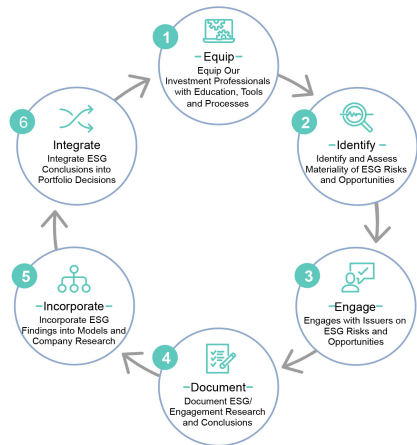 1
Equip
Equip Our
Investment Professionals
with Education, Tools
and Processes
2
Identify
Identify and Assess
Materiality of ESG Risks
and Opportunities
3
Engage
Engages with Issuers on
ESG Risks and
Opportunities
4
Document
Document ESG/
Engagement Research
and Conclusions
5
Incorporate
Incorporate ESG
Findings into Models and
Company Research
6
Integrate
Integrate ESG
Conclusions into
Portfolio Decisions